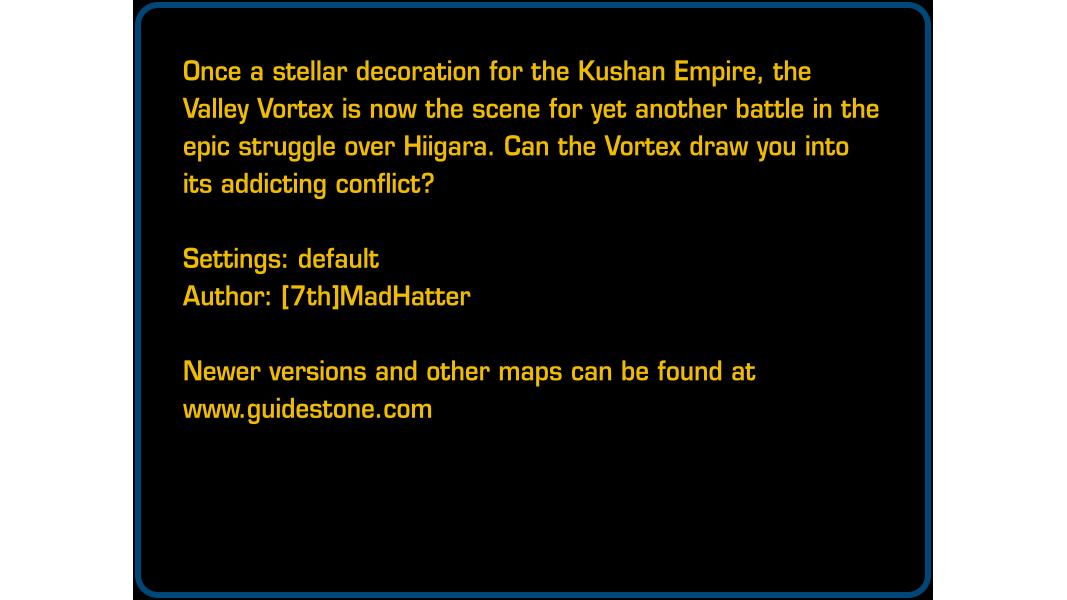 Once a stellar decoration for the Kushan Empire, the
Valley Vortex is now the scene for yet another battle in the
epic struggle over Hiigara. Can the Vortex draw you into
its addicting conflict?
Settings: default
Author: [7th]MadHatter
Newer versions and other maps can be found at
www.guidestone.com